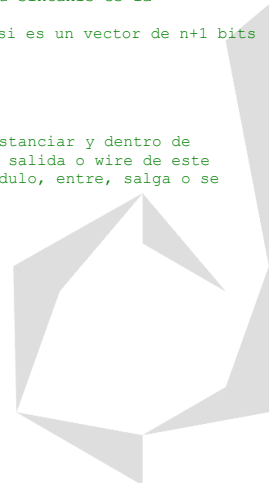 si es un vector de n+1 bits
stanciar y dentro de
salida o wire de este
dulo, entre, salga o se